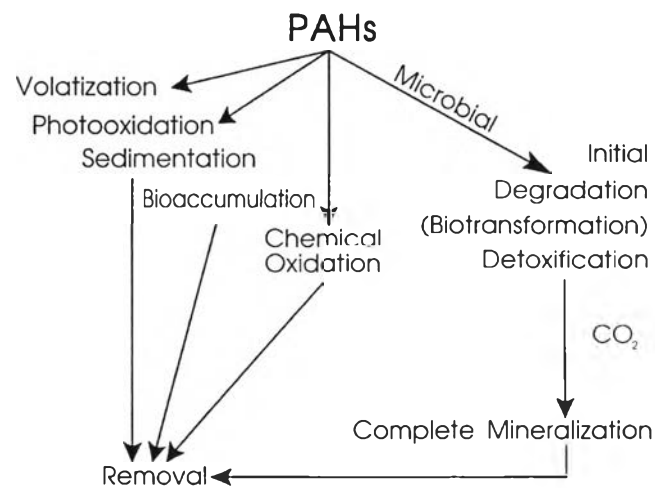 PAHs
Volatization
Microbial
Photooxidation
Sedimentation
Initial
Bioaccumulation
Degradation
(Biotransformation)
Chemical
Oxidation
Detoxification
CO₂
Complete Mineralization
Removal